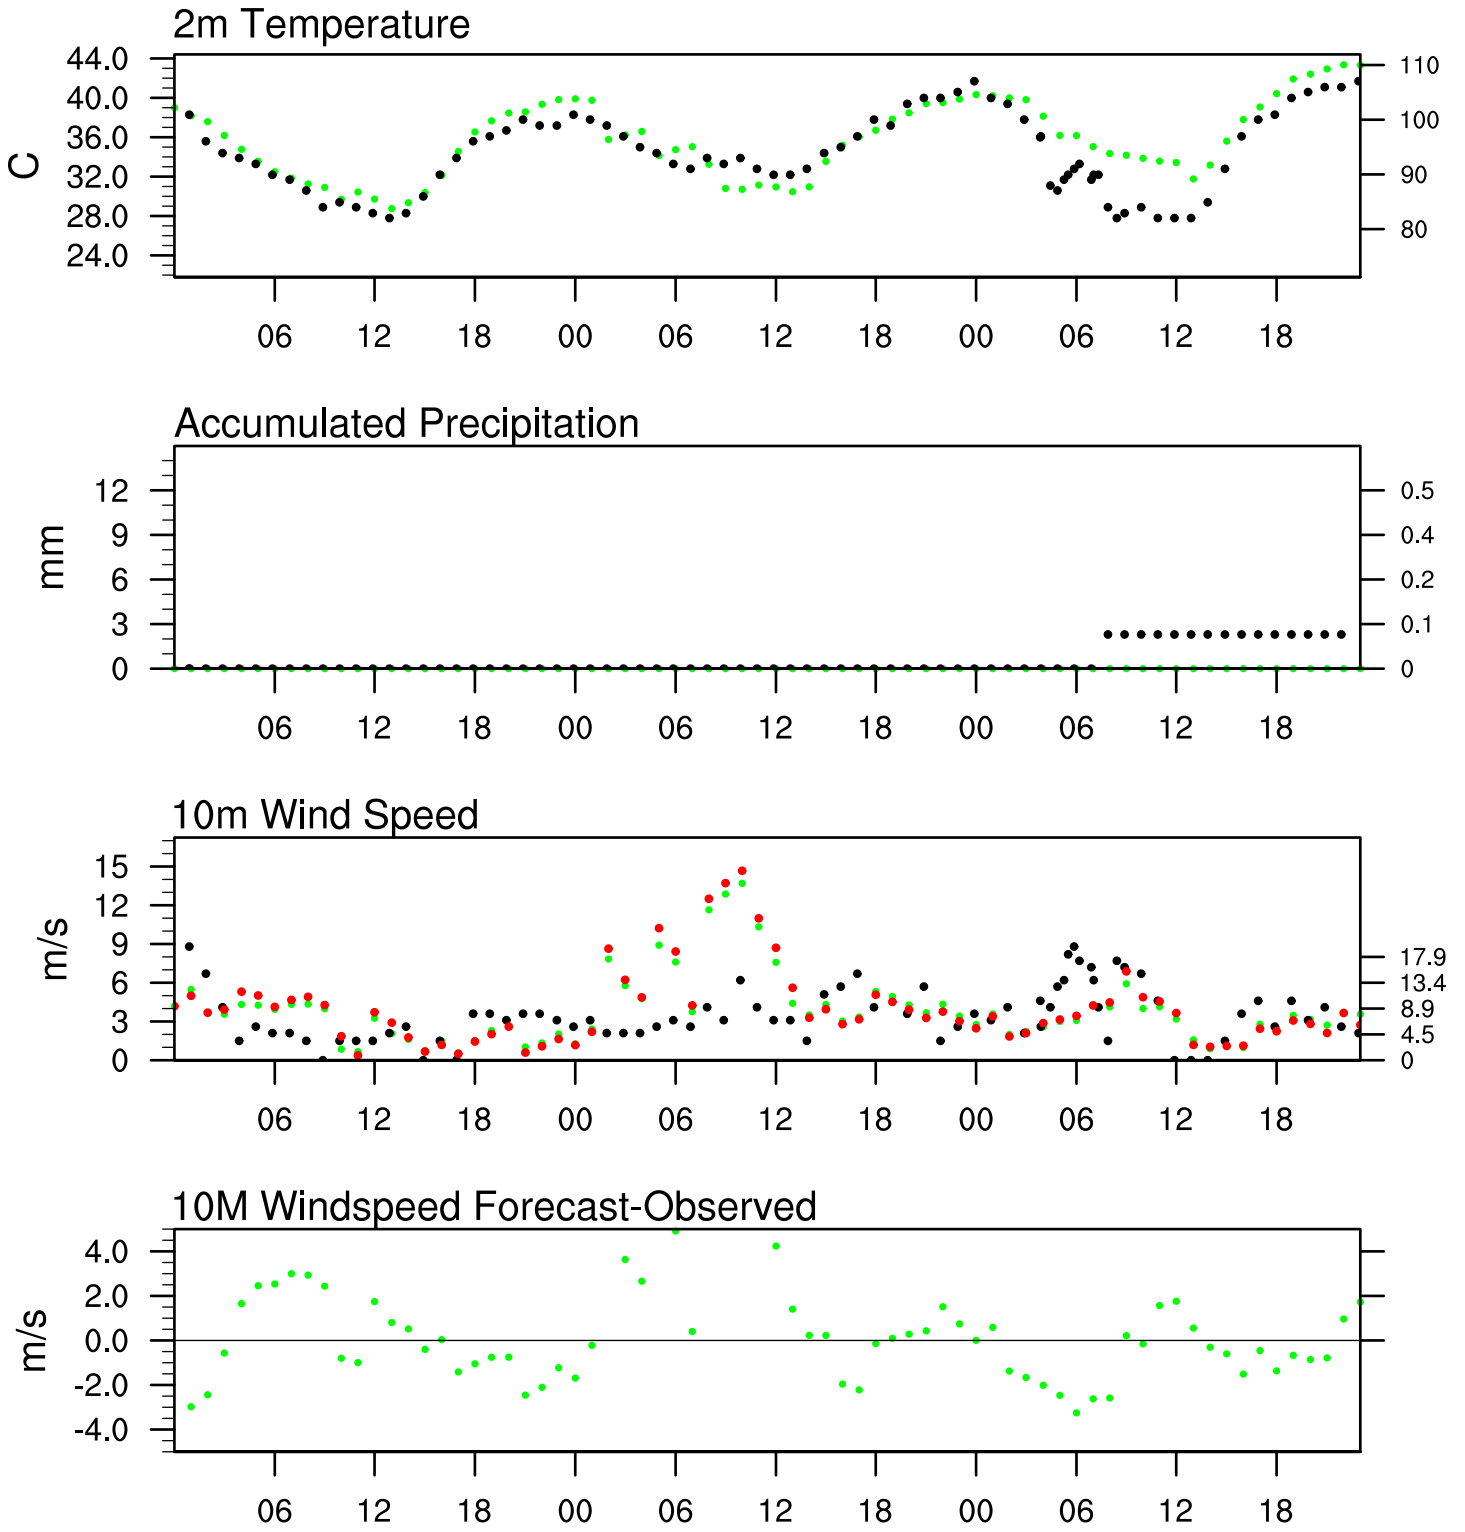 2m Temperature
44.0 110
40.0
36.0 100
32.0 90
28.0
24.0 80
C
06 12 18 00 06 12 18 00 06 12 18
Accumulated Precipitation
12 0.5
9 0.4
6 0.2
3 0.1
0 0
mm
06 12 18 00 06 12 18 00 06 12 18
10m Wind Speed
15
12
9 17.9
6 13.4
3 8.9
4.5
0 0
m/s
06 12 18 00 06 12 18 00 06 12 18
10M Windspeed Forecast-Observed
4.0
2.0
0.0
-2.0
-4.0
m/s
06 12 18 00 06 12 18 00 06 12 18